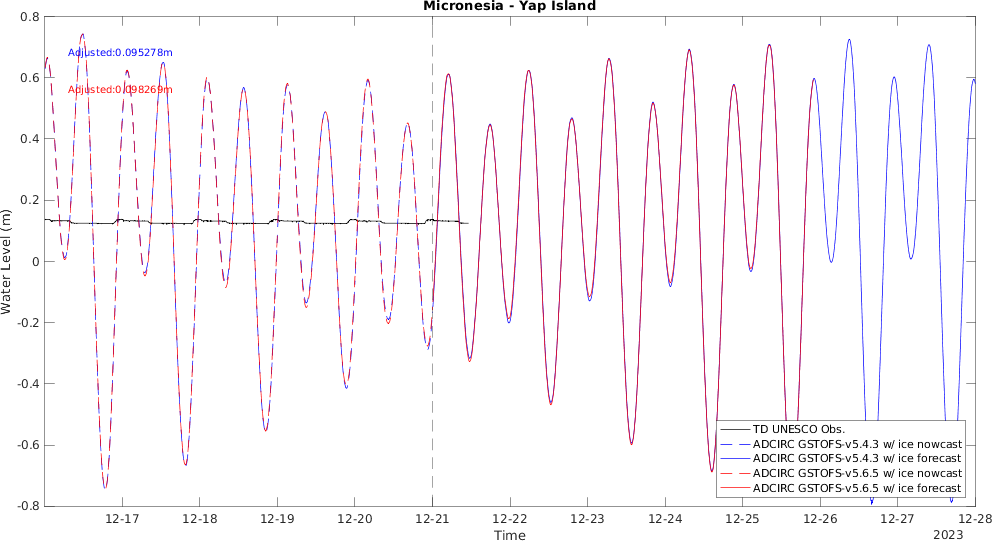 Micronesia - Yap Island
Adjusted:0.095278m
Adjusted:0.098269m
Water Level (m)
0.8
0.6
0.4
0.2
0
-0.2
-0.4
-0.6
-0.8
TD UNESCO Obs.
ADCIRC GSTOFS-v5.4.3 w/ ice nowcast
ADCIRC GSTOFS-v5.4.3 w/ ice forecast
ADCIRC GSTOFS-v5.6.5 w/ ice nowcast
ADCIRC GSTOFS-v5.6.5 w/ ice forecast
12-17 12-18 12-19 12-20 12-21 12-22 12-23 12-24 12-25 12-26 12-27 12-28
Time
2023